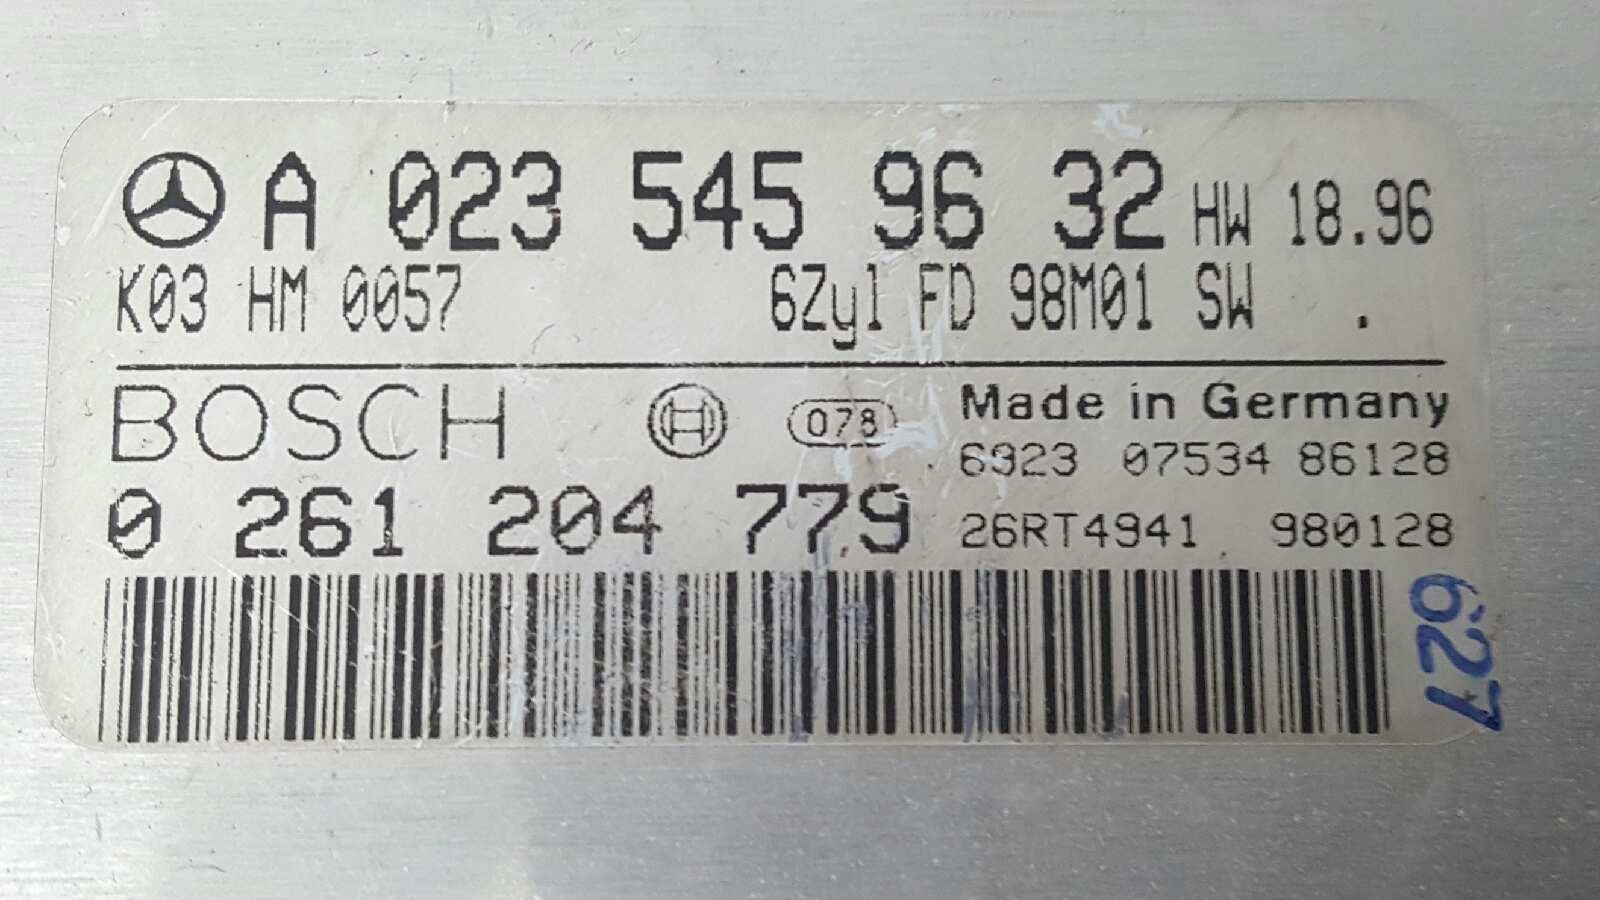 A 023 545 96 32 HW 18.96
K03 HM 0057 6Zyl FD 98M01 SW .
BOSCH 078 Made in Germany
6923 07534 86128
0 261 204 779 26RT4941 980128
627